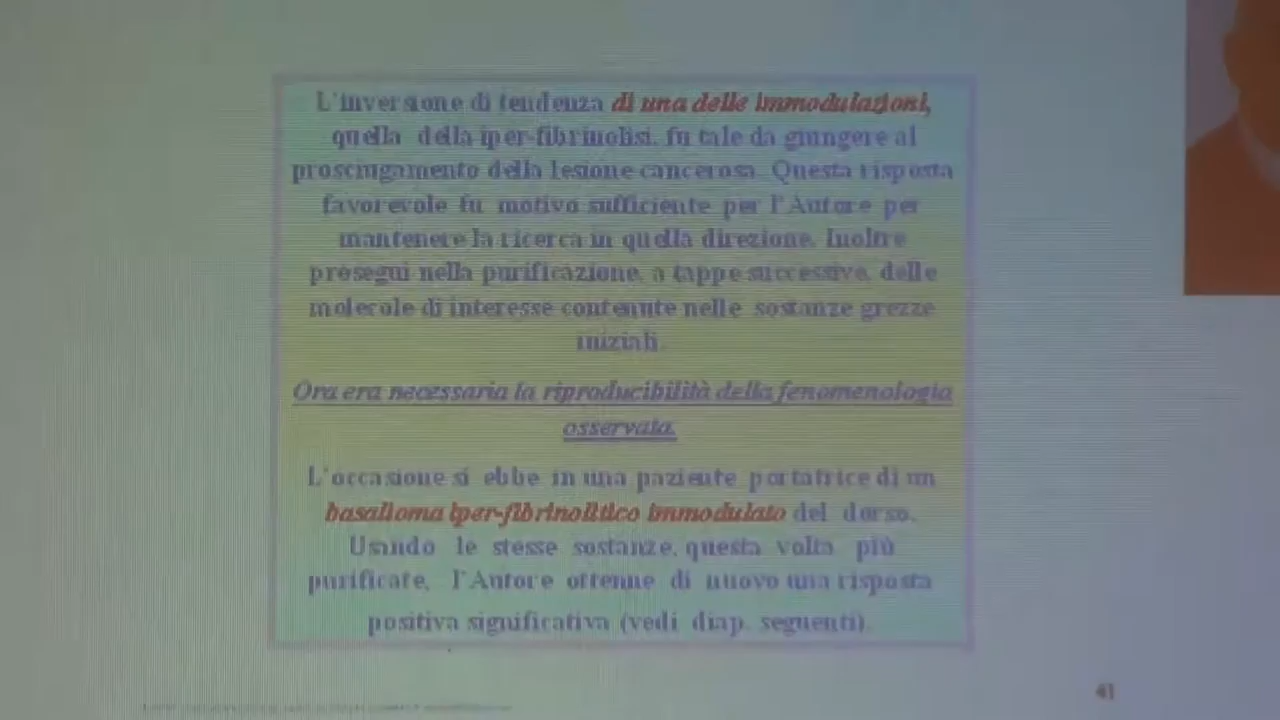 L'inversione di tendenza di una delle immodulazioni,
quella della iper-fibrinolisi, fu tale da giungere al
prosciugamento della lesione cancerosa. Questa risposta
favorevole fu motivo sufficiente per l'Autore per
mantenere la ricerca in quella direzione. Inoltre
proseguì nella purificazione, a tappe successive, delle
molecole di interesse contenute nelle sostanze grezze
iniziali.
Ora era necessaria la riproducibilità della fenomenologia
osservata.
L'occasione si ebbe in una paziente portatrice di un
basalioma iper-fibrinolitico immodulato del dorso.
Usando le stesse sostanze, questa volta più
purificate, l'Autore ottenne di nuovo una risposta
positiva significativa (vedi diap. seguenti).
41